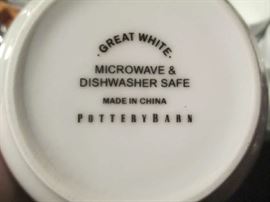 ·GREAT WHITE·
MICROWAVE &
DISHWASHER SAFE
MADE IN CHINA
POTTERYBARN